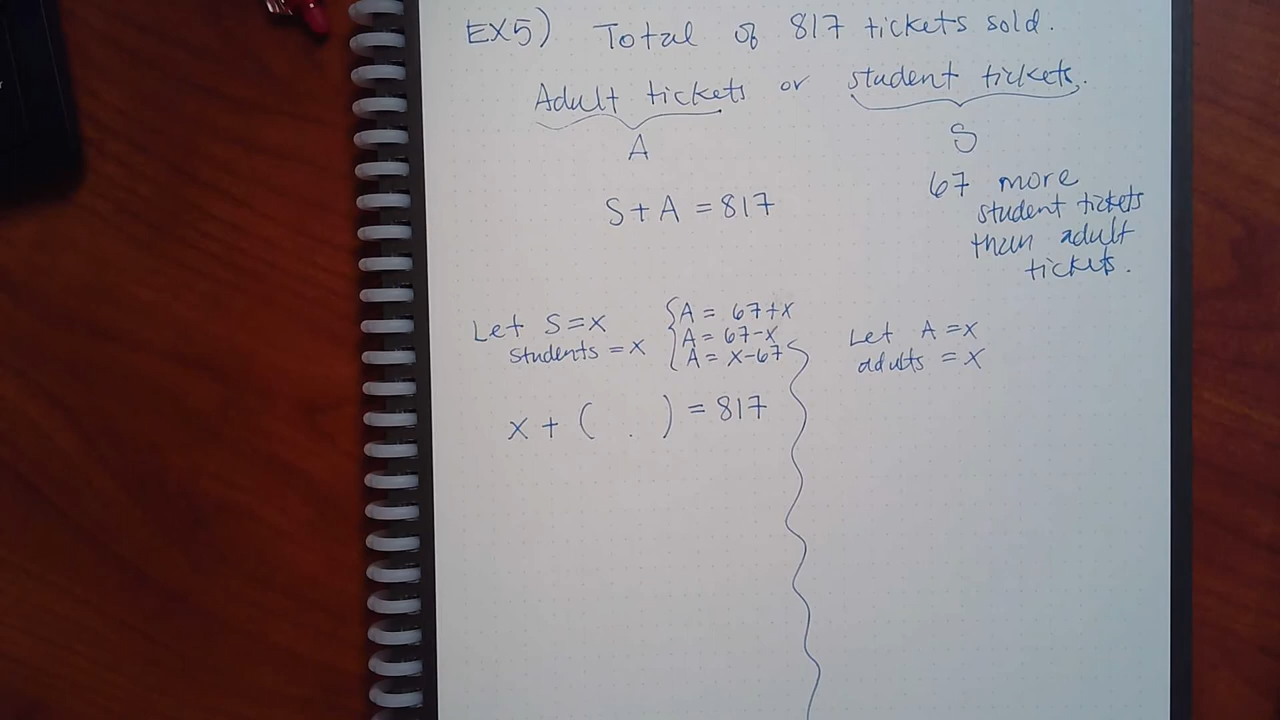 EX5) Total of 817 tickets sold.
Adult tickets or student tickets.
A
S
67 more
student tickets
than adult
tickets.
S+A = 817
Let S=x
students = x
A = 67+x
A = 67-x
A = x-67
x + ( . ) = 817
Let A = x
adults = x